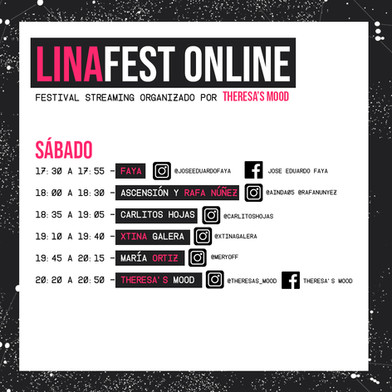 LINAFEST ONLINE
FESTIVAL STREAMING ORGANIZADO POR THERESA'S MOOD
SÁBADO
17:30 A 17:55 - FAYA @JOSEEDUARDOFAYA JOSE EDUARDO FAYA
18:00 A 18:30 - ASCENSIÓN Y RAFA NÚÑEZ @AINDA05 @RAFANUNYEZ
18:35 A 19:05 - CARLITOS HOJAS @CARLITOSHOJAS
19:10 A 19:40 - XTINA GALERA @XTINAGALERA
19:45 A 20:15 - MARÍA ORTIZ @MERYOFF
20:20 A 20:50 - THERESA'S MOOD @THERESAS_MOOD THERESA'S MOOD